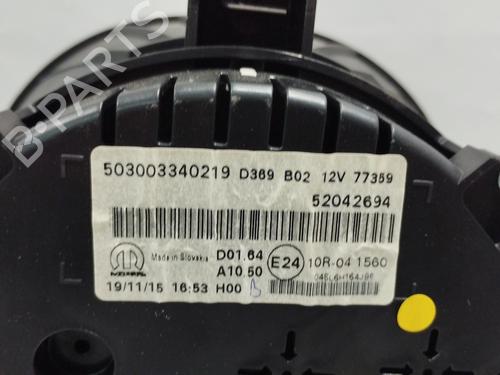 B-PARTS
503003340219 D369 B02 12V 77359
52042694
Made in Slovakia D01.64 E24 10R-04 1560
A10.50
19/11/15 16:53 H00 B